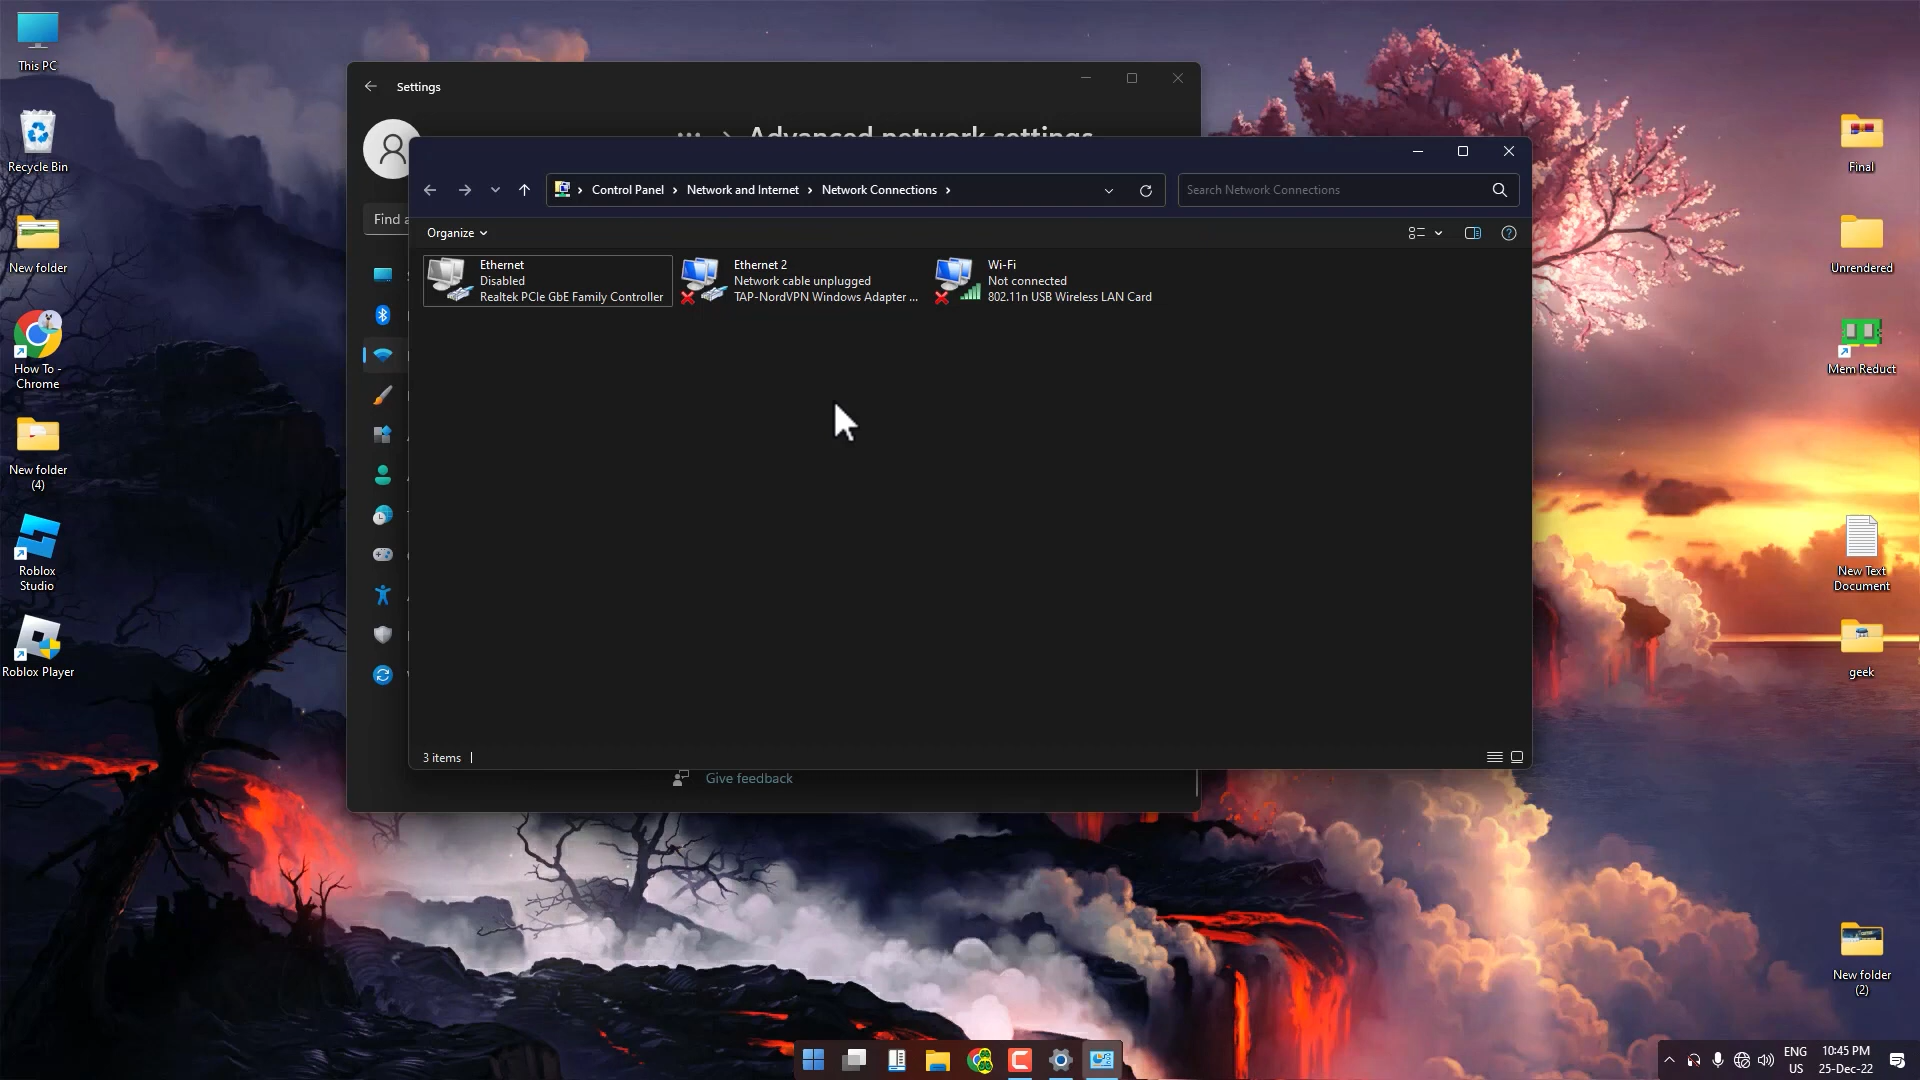 This PC
Recycle Bin
New folder
How To -
Chrome
New folder
(4)
Roblox
Studio
Roblox Player
Settings
Advanced network settings
Find a
Control Panel
Network and Internet
Network Connections
Search Network Connections
Organize
Ethernet
Disabled
Realtek PCIe GbE Family Controller
Ethernet 2
Network cable unplugged
TAP-NordVPN Windows Adapter ...
Wi-Fi
Not connected
802.11n USB Wireless LAN Card
3 items
Give feedback
Final
Unrendered
Mem Reduct
New Text
Document
geek
New folder
(2)
ENG
US
10:45 PM
25-Dec-22